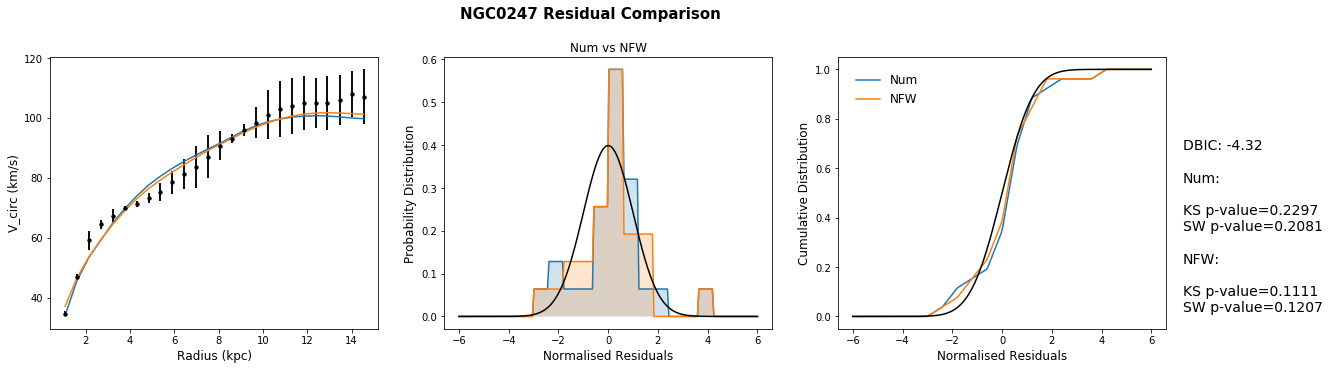 NGC0247 Residual Comparison
120
100
80
60
40
V_circ (km/s)
2
4
6
8
10
12
14
Radius (kpc)
Num vs NFW
0.6
0.5
0.4
0.3
0.2
0.1
0.0
Probability Distribution
−6
−4
−2
0
2
4
6
Normalised Residuals
Num
NFW
1.0
0.8
0.6
0.4
0.2
0.0
Cumulative Distribution
−6
−4
−2
0
2
4
6
Normalised Residuals
DBIC: -4.32
Num:
KS p-value=0.2297
SW p-value=0.2081
NFW:
KS p-value=0.1111
SW p-value=0.1207